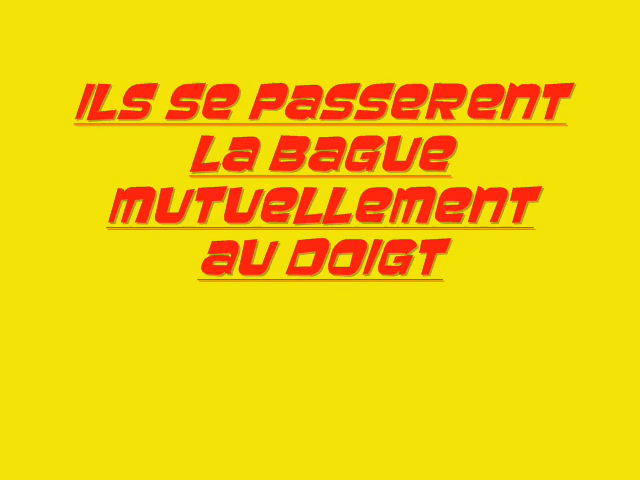 ILS SE PASSERENT
LA BAGUE
MUTUELLEMENT
AU DOIGT